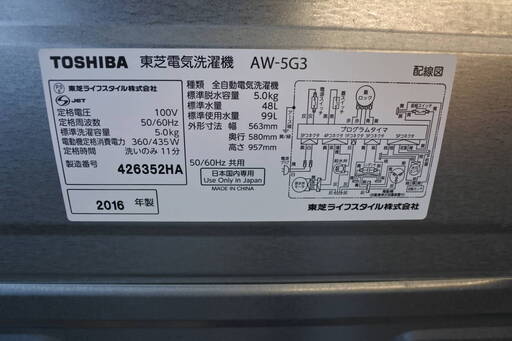 TOSHIBA 東芝電気洗濯機 AW-5G3
配線図
東芝ライフスタイル株式会社
JET
定格電圧 100V
定格周波数 50/60Hz
標準洗濯容量 5.0kg
電動機定格消費電力 360/435W
定格時間 洗いのみ 11分
製造番号 426352HA
2016 年製
種類 全自動電気洗濯機
標準脱水容量 5.0kg
標準水量 48L
標準使用水量 99L
外形寸法 幅 563mm
奥行 580mm
高さ 957mm
50/60Hz 共用
日本国内専用
Use Only in Japan
MADE IN CHINA
プログラムタイマ
東芝ライフスタイル株式会社